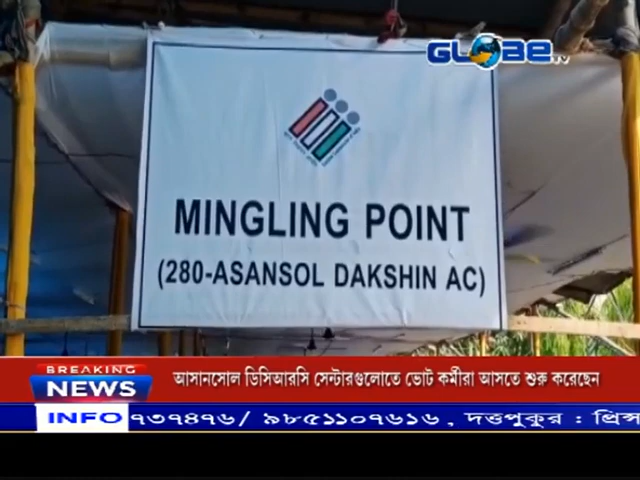 GLOBE TV
MINGLING POINT
(280-ASANSOL DAKSHIN AC)
BREAKING
NEWS
আসানসোল ডিসিআরসি সেন্টারগুলোতে ভোট কর্মীরা আসতে শুরু করেছেন
INFO
737476/ ৯৮৫১১০৭৬১৬ , দত্তপুকুর : প্রিন্স